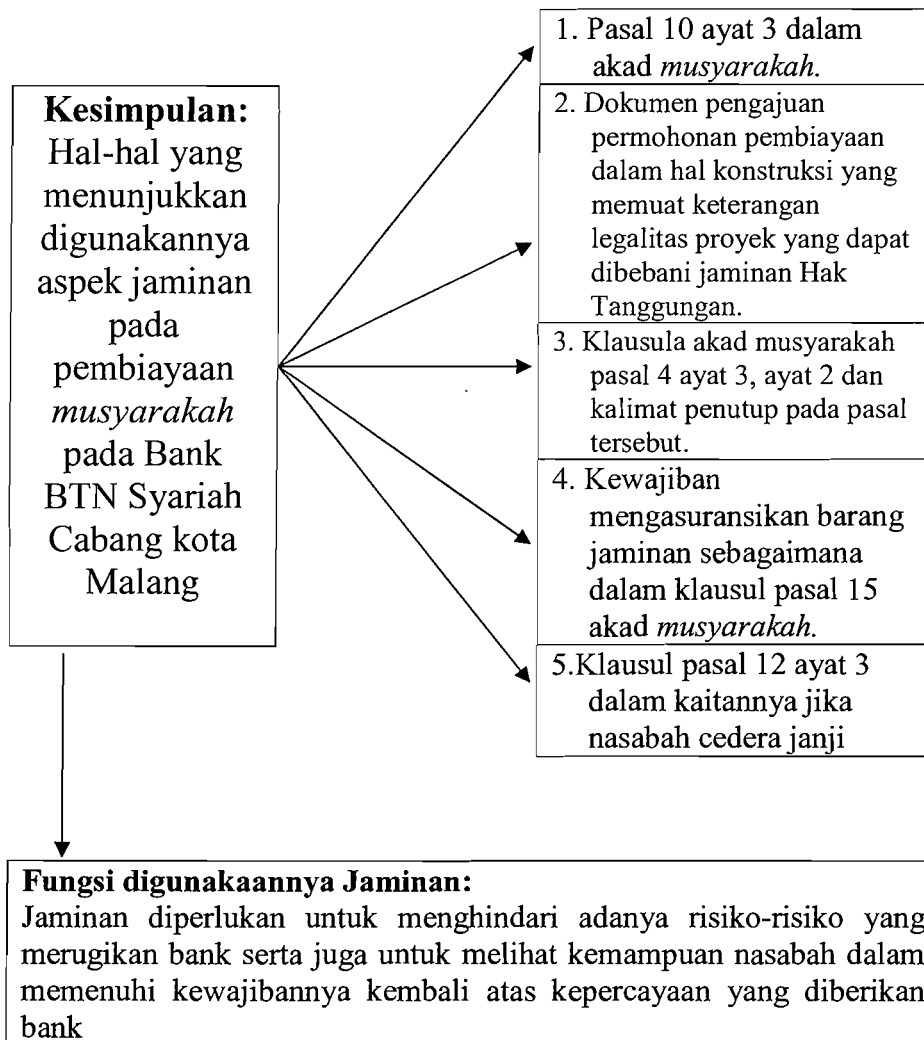 Kesimpulan:
Hal-hal yang
menunjukkan
digunakannya
aspek jaminan
pada
pembiayaan
musyarakah
pada Bank
BTN Syariah
Cabang kota
Malang
1. Pasal 10 ayat 3 dalam
akad musyarakah.
2. Dokumen pengajuan
permohonan pembiayaan
dalam hal konstruksi yang
memuat keterangan
legalitas proyek yang dapat
dibebani jaminan Hak
Tanggungan.
3. Klausula akad musyarakah
pasal 4 ayat 3, ayat 2 dan
kalimat penutup pada pasal
tersebut.
4. Kewajiban
mengasuransikan barang
jaminan sebagaimana
dalam klausul pasal 15
akad musyarakah.
5.Klausul pasal 12 ayat 3
dalam kaitannya jika
nasabah cedera janji
Fungsi digunakaannya Jaminan:
Jaminan diperlukan untuk menghindari adanya risiko-risiko yang
merugikan bank serta juga untuk melihat kemampuan nasabah dalam
memenuhi kewajibannya kembali atas kepercayaan yang diberikan
bank